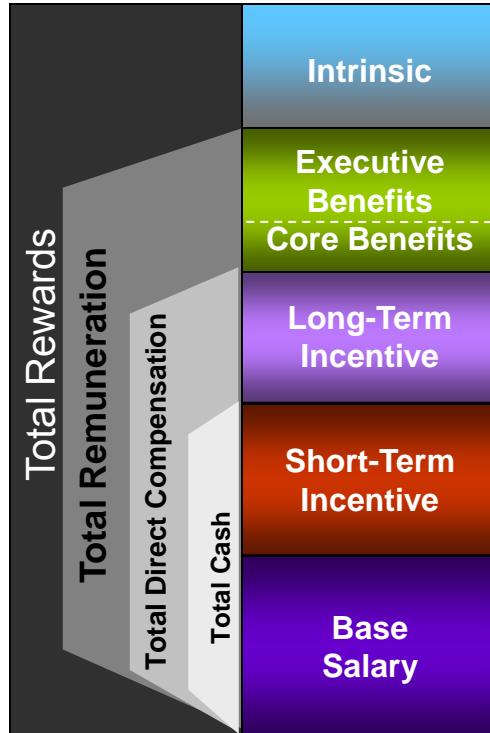 Total Rewards
Total Remuneration
Total Direct Compensation
Total Cash
Intrinsic
Executive
Benefits
Core Benefits
Long-Term
Incentive
Short-Term
Incentive
Base
Salary